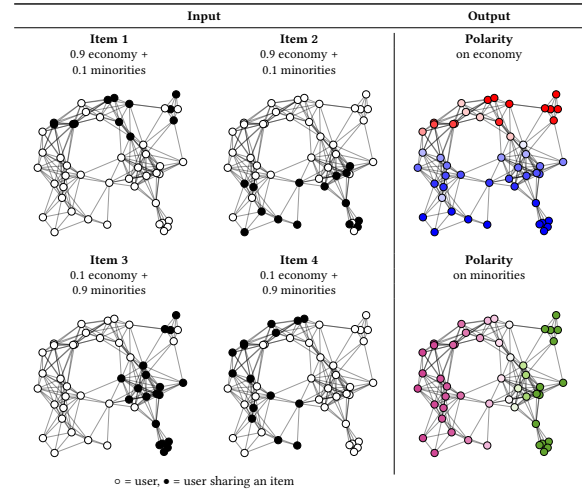 Input
Output
Item 1
0.9 economy +
0.1 minorities
Item 2
0.9 economy +
0.1 minorities
Polarity
on economy
Item 3
0.1 economy +
0.9 minorities
Item 4
0.1 economy +
0.9 minorities
Polarity
on minorities
○ = user, ● = user sharing an item